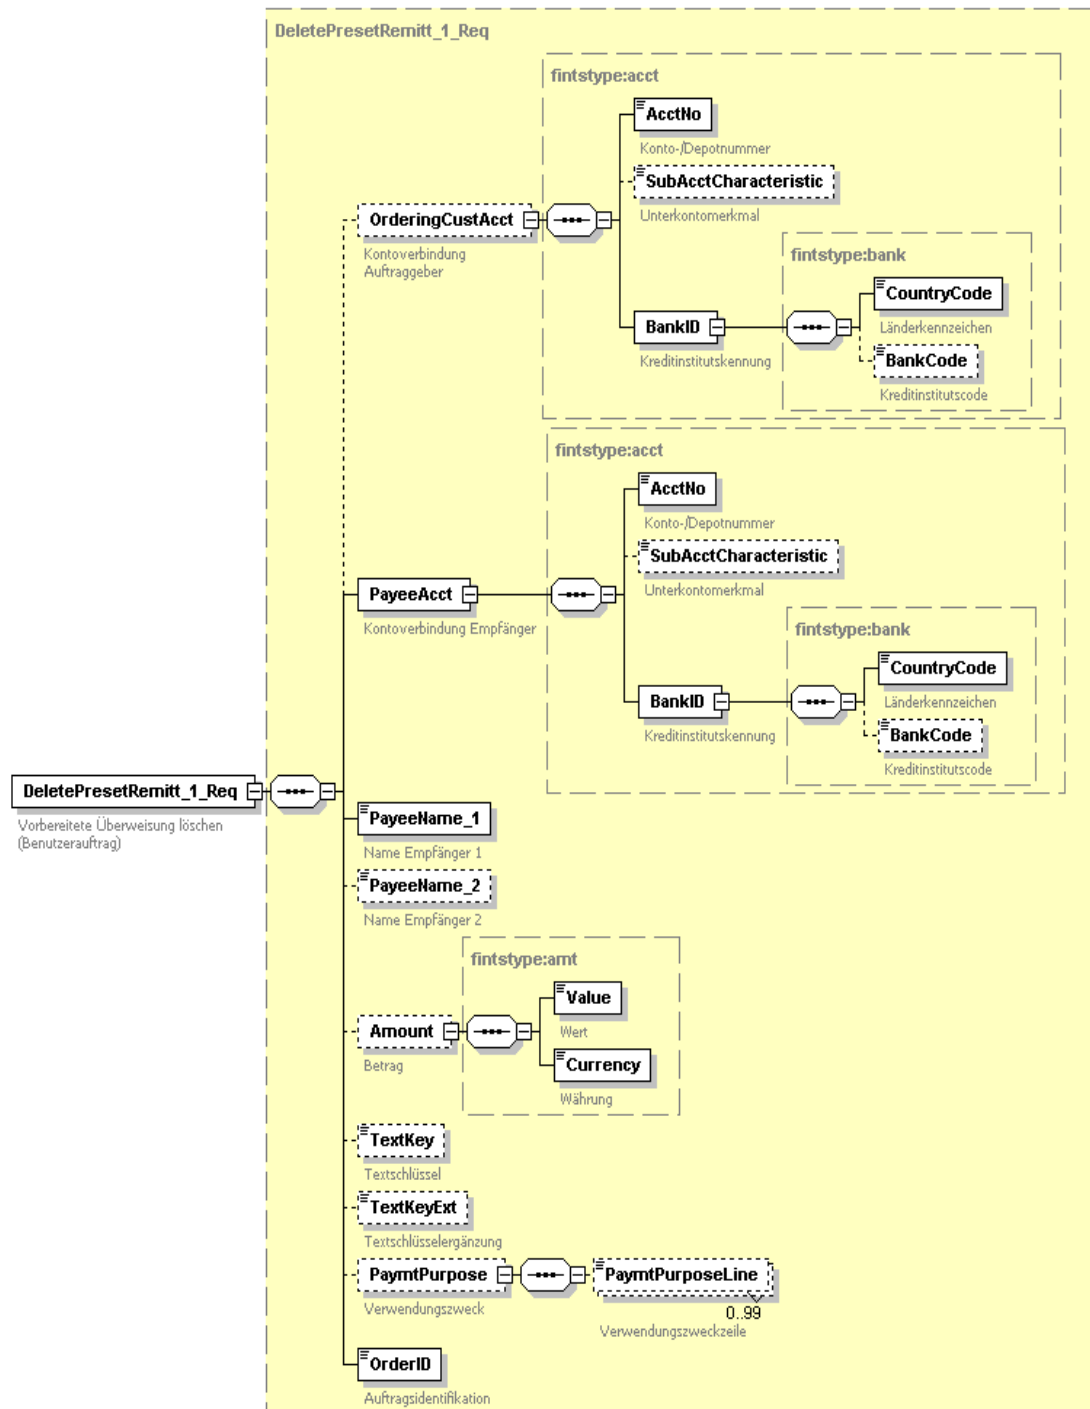 DeletePresetRemitt_1_Req
fintstype:acct
AcctNo
Konto-/Depotnummer
SubAcctCharacteristic
Unterkontomerkmal
OrderingCustAcct
Kontoverbindung
Auftraggeber
fintstype:bank
CountryCode
Länderkennzeichen
BankID
Kreditinstitutskennung
BankCode
Kreditinstitutscode
fintstype:acct
AcctNo
Konto-/Depotnummer
SubAcctCharacteristic
Unterkontomerkmal
PayeeAcct
Kontoverbindung Empfänger
fintstype:bank
CountryCode
Länderkennzeichen
BankID
Kreditinstitutskennung
BankCode
Kreditinstitutscode
DeletePresetRemitt_1_Req
Vorbereitete Überweisung löschen
(Benutzerauftrag)
PayeeName_1
Name Empfänger 1
PayeeName_2
Name Empfänger 2
fintstype:amt
Value
Wert
Amount
Betrag
Currency
Währung
TextKey
Textschlüssel
TextKeyExt
Textschlüsselergänzung
PaymtPurpose
Verwendungszweck
PaymtPurposeLine
0..99
Verwendungszweckzeile
OrderID
Auftragsidentifikation